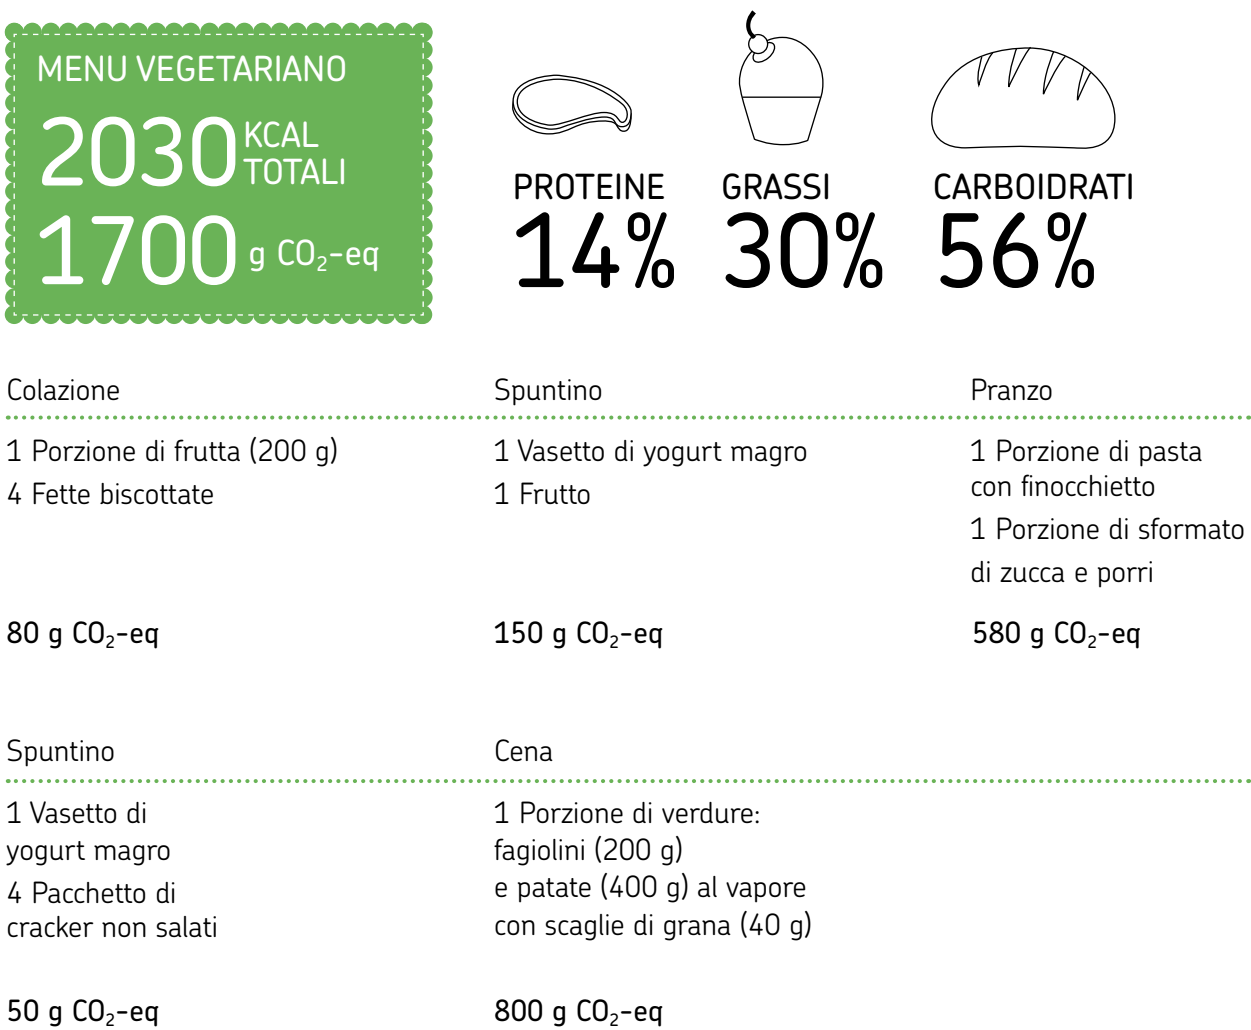 MENU VEGETARIANO
2030 KCAL TOTALI
1700 g CO₂-eq
PROTEINE
14%
GRASSI
30%
CARBOIDRATI
56%
Colazione
1 Porzione di frutta (200 g)
4 Fette biscottate
80 g CO₂-eq
Spuntino
1 Vasetto di yogurt magro
1 Frutto
150 g CO₂-eq
Pranzo
1 Porzione di pasta
con finocchietto
1 Porzione di sformato
di zucca e porri
580 g CO₂-eq
Spuntino
1 Vasetto di
yogurt magro
4 Pacchetto di
cracker non salati
50 g CO₂-eq
Cena
1 Porzione di verdure:
fagiolini (200 g)
e patate (400 g) al vapore
con scaglie di grana (40 g)
800 g CO₂-eq